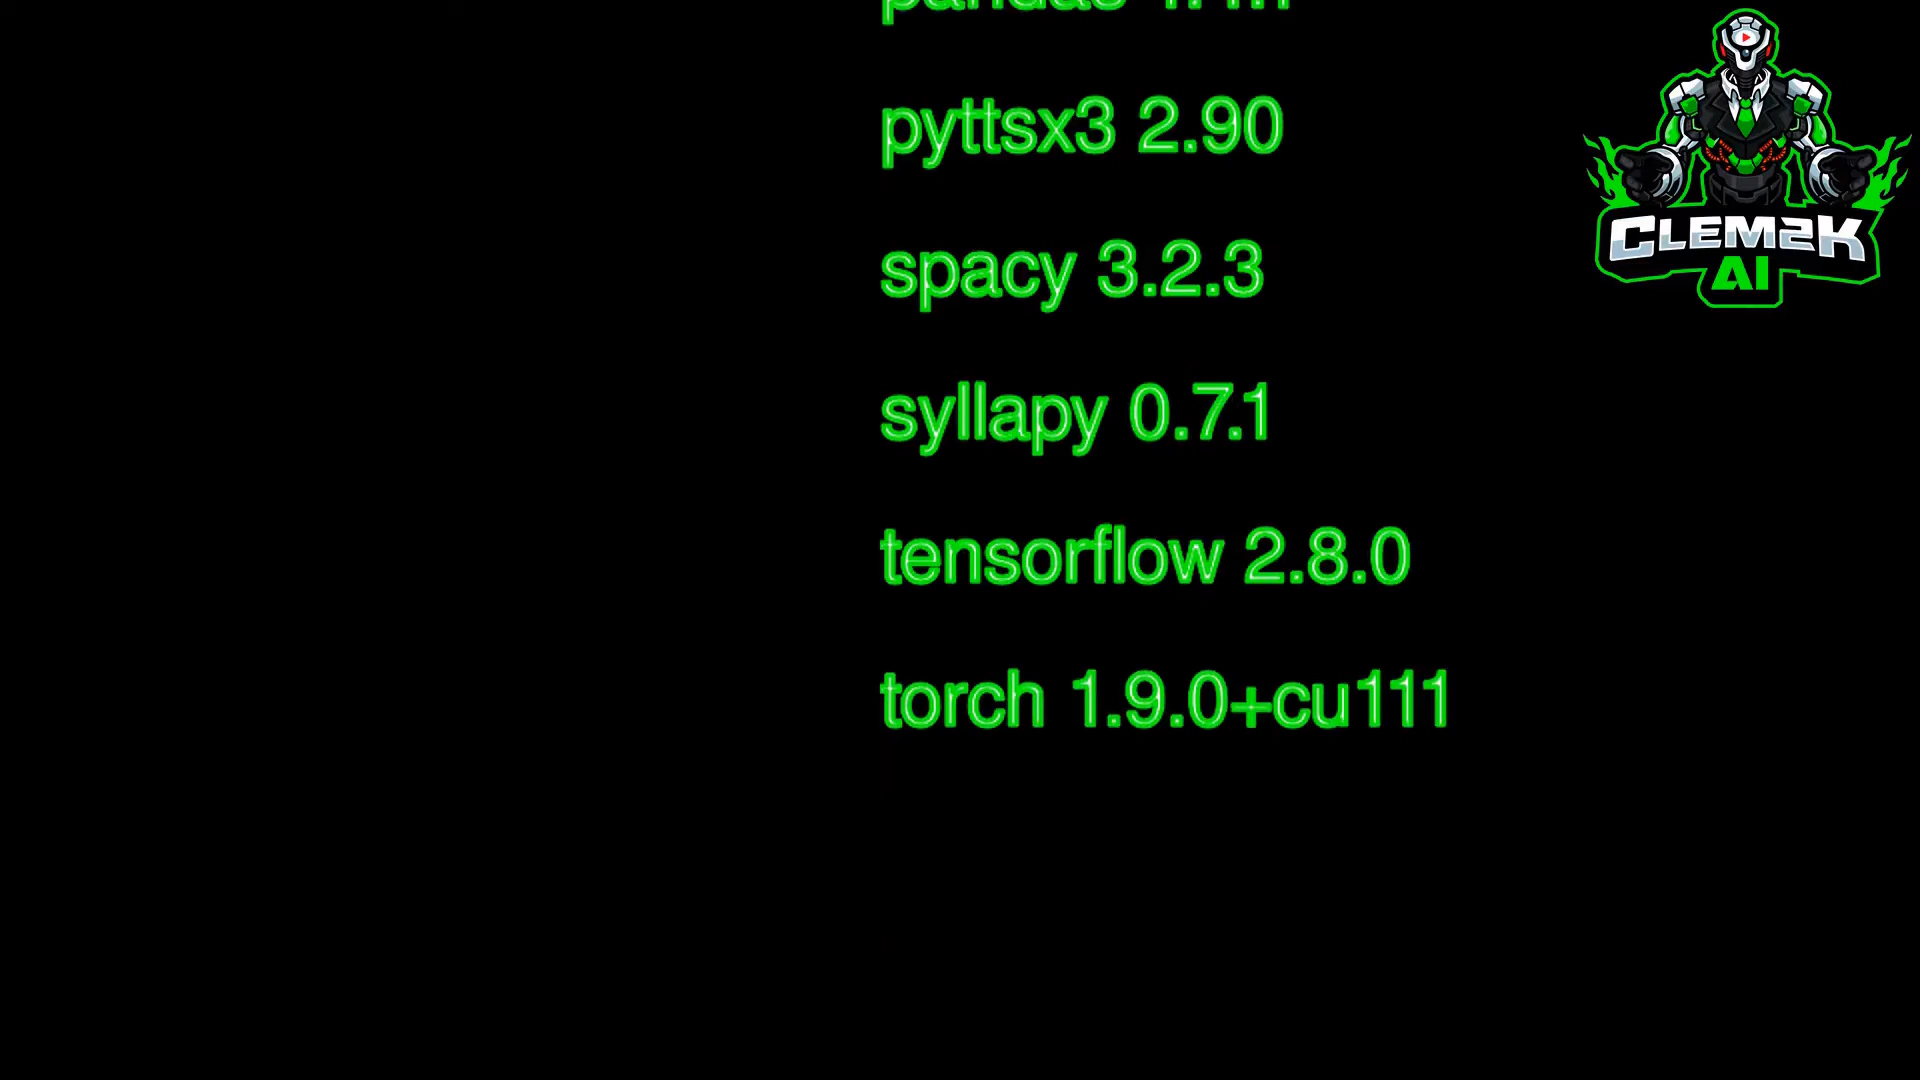 pyttsx3 2.90
spacy 3.2.3
syllapy 0.7.1
tensorflow 2.8.0
torch 1.9.0+cu111
CLEM2K
AI